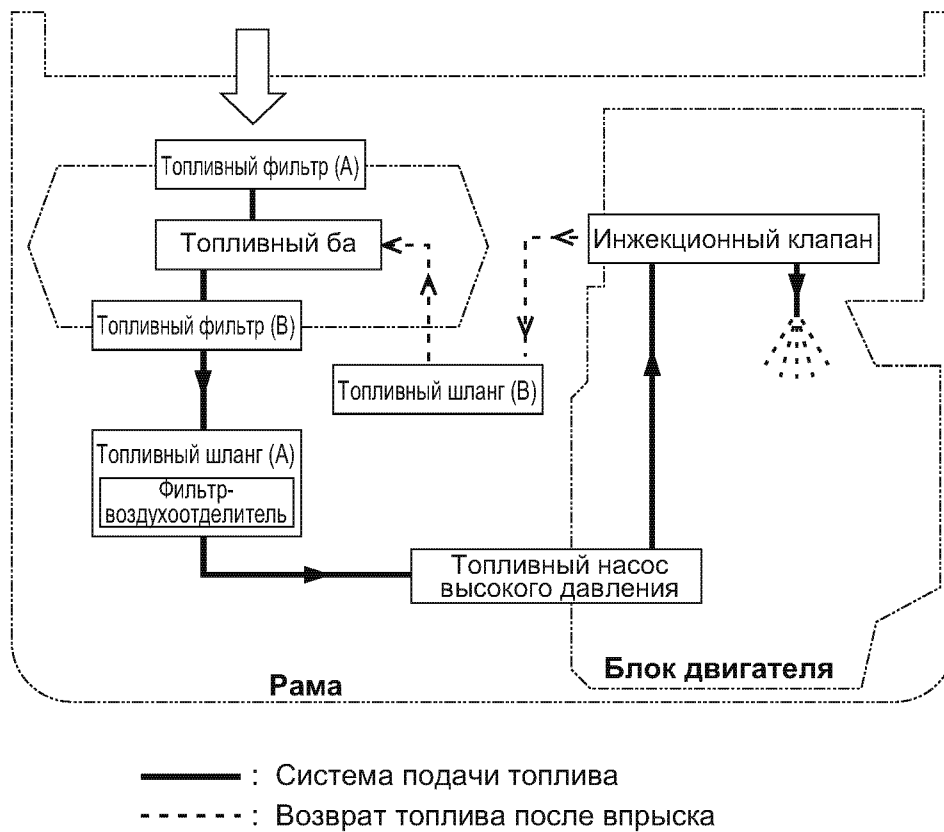 Топливный фильтр (A)
Топливный ба
Топливный фильтр (B)
Инжекционный клапан
Топливный шланг (B)
Топливный шланг (A)
Фильтр-
воздухоотделитель
Топливный насос
высокого давления
Блок двигателя
Рама
: Система подачи топлива
: Возврат топлива после впрыска